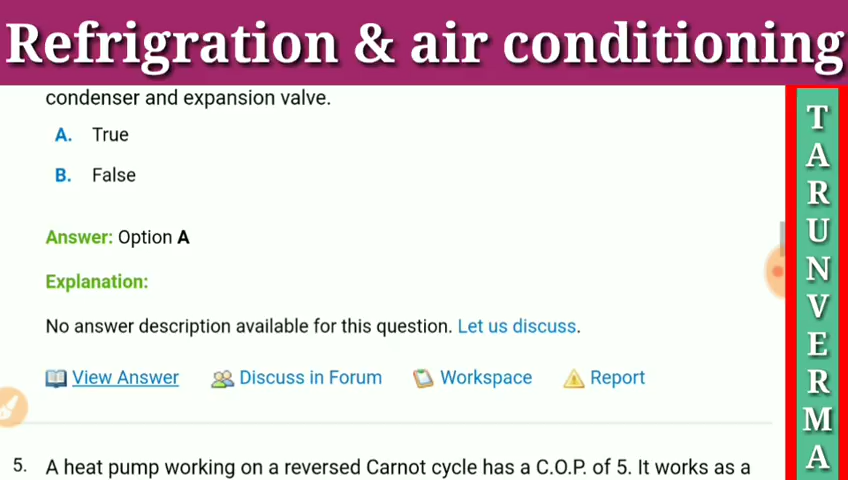 Refrigration & air conditioning
condenser and expansion valve.
A. True
B. False
Answer: Option A
Explanation:
No answer description available for this question. Let us discuss.
View Answer Discuss in Forum Workspace Report
5. A heat pump working on a reversed Carnot cycle has a C.O.P. of 5. It works as a
T
A
R
U
N
V
E
R
M
A